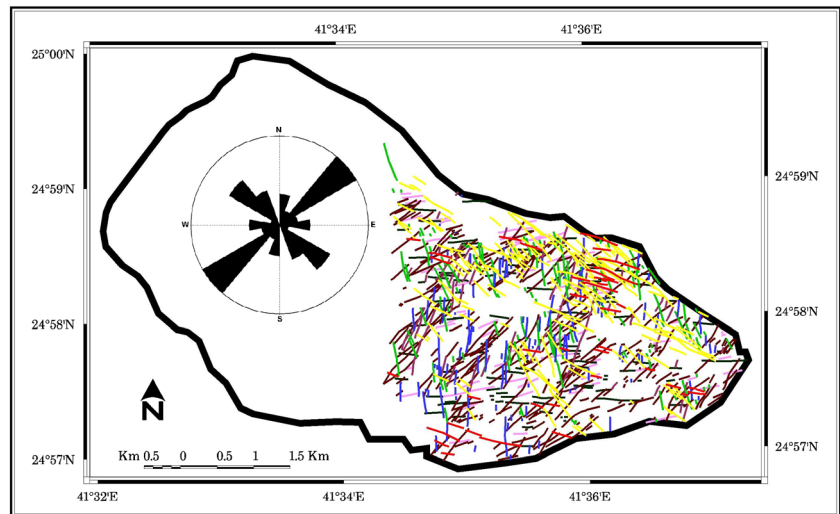 41°34'E 41°36'E
25°00'N
24°59'N 24°59'N
N
W E
S
24°58'N 24°58'N
N
24°57'N 24°57'N
Km 0.5 0 0.5 1 1.5 Km
41°32'E 41°34'E 41°36'E